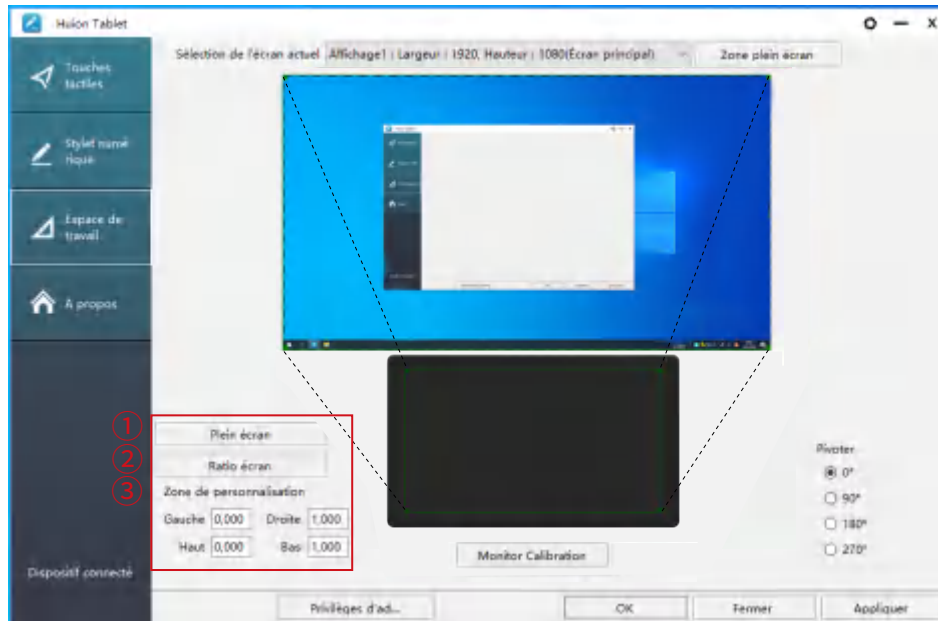 Huion Tablet
Sélection de l'écran actuel
Affichage1 : Largeur : 1920, Hauteur : 1080(Écran principal)
Zone plein écran
Touches
tactiles
Stylet numé
rique
Espace de
travail
À propos
① Plein écran
② Ratio écran
③ Zone de personnalisation
Gauche 0,000 Droite 1,000
Haut 0,000 Bas 1,000
Monitor Calibration
Pivoter
0°
90°
180°
270°
Dispositif connecté
Privilèges d'ad...
OK
Fermer
Appliquer